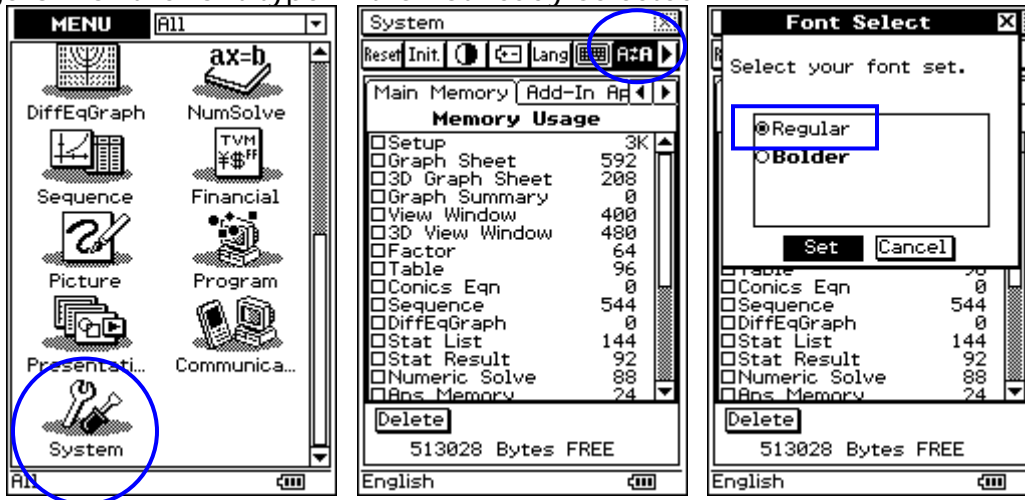 MENU
All
DiffEqGraph
ax=b
NumSolve
Sequence
TVM
¥$FF
Financial
Picture
Program
Presentati...
Communica...
System
All
System
Reset Init. Lang A↕A
Main Memory Add-In Ap
Memory Usage
Setup 3K
Graph Sheet 592
3D Graph Sheet 208
Graph Summary 0
View Window 400
3D View Window 480
Factor 64
Table 96
Conics Eqn 0
Sequence 544
DiffEqGraph 0
Stat List 144
Stat Result 92
Numeric Solve 88
Ans Memory 24
Delete
513028 Bytes FREE
English
Font Select X
Select your font set.
Regular
Bolder
Set Cancel
Conics Eqn 0
Sequence 544
DiffEqGraph 0
Stat List 144
Stat Result 92
Numeric Solve 88
Ans Memory 24
Delete
513028 Bytes FREE
English